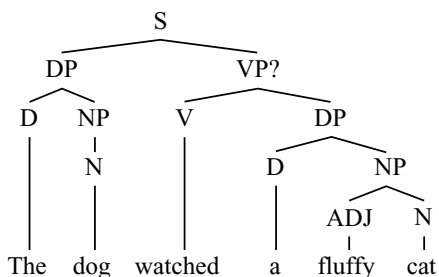 S
DP VP?
D NP V DP
N D NP
ADJ N
The dog watched a fluffy cat